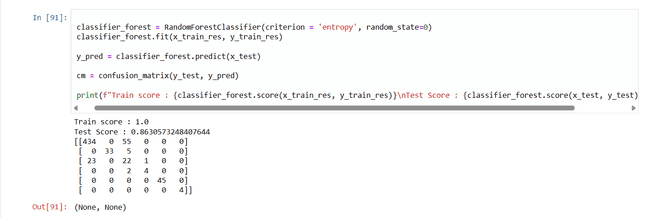 In [91]:
classifier_forest = RandomForestClassifier(criterion = 'entropy', random_state=0)
classifier_forest.fit(x_train_res, y_train_res)
y_pred = classifier_forest.predict(x_test)
cm = confusion_matrix(y_test, y_pred)
print(f"Train score : {classifier_forest.score(x_train_res, y_train_res)}\nTest Score : {classifier_forest.score(x_test, y_test)
Train score : 1.0
Test Score : 0.8630573248407644
[[434   0  55   0   0   0]
 [  0  33   5   0   0   0]
 [ 23   0  22   1   0   0]
 [  0   0   2   4   0   0]
 [  0   0   0   0  45   0]
 [  0   0   0   0   0   4]]
Out[91]: (None, None)